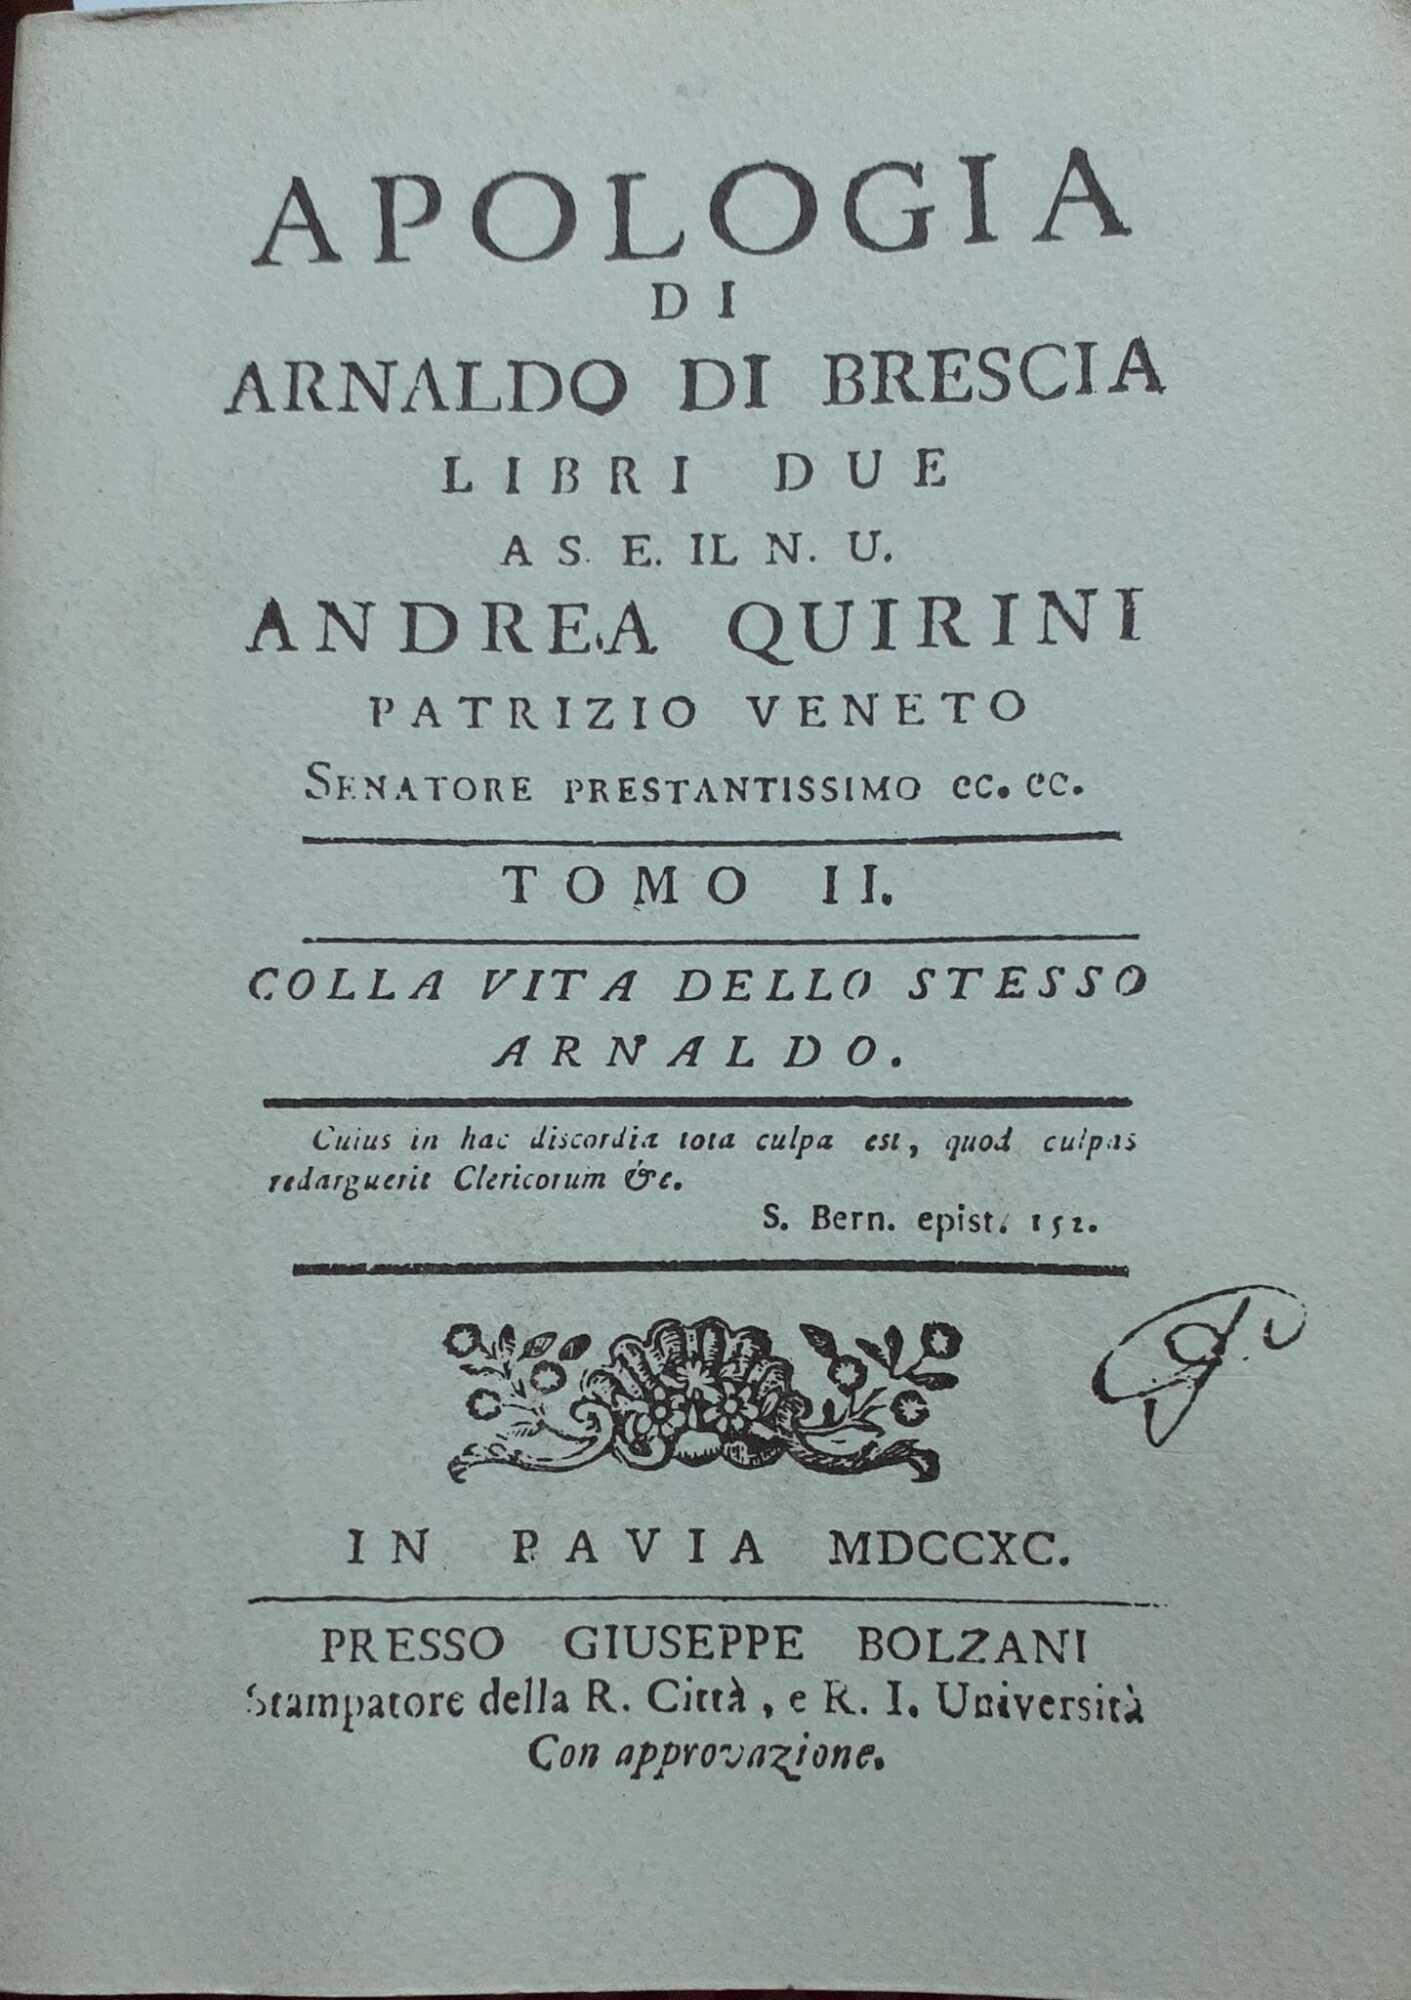 APOLOGIA
DI
ARNALDO DI BRESCIA
LIBRI DUE
A S. E. IL N. U.
ANDREA QUIRINI
PATRIZIO VENETO
SENATORE PRESTANTISSIMO ec. ec.
TOMO II.
COLLA VITA DELLO STESSO
ARNALDO.
Cuius in hac discordia tota culpa est, quod culpas
redarguerit Clericorum &c.
S. Bern. epist. 152.
IN PAVIA MDCCXC.
PRESSO GIUSEPPE BOLZANI
Stampatore della R. Città, e R. I. Università
Con approvazione.